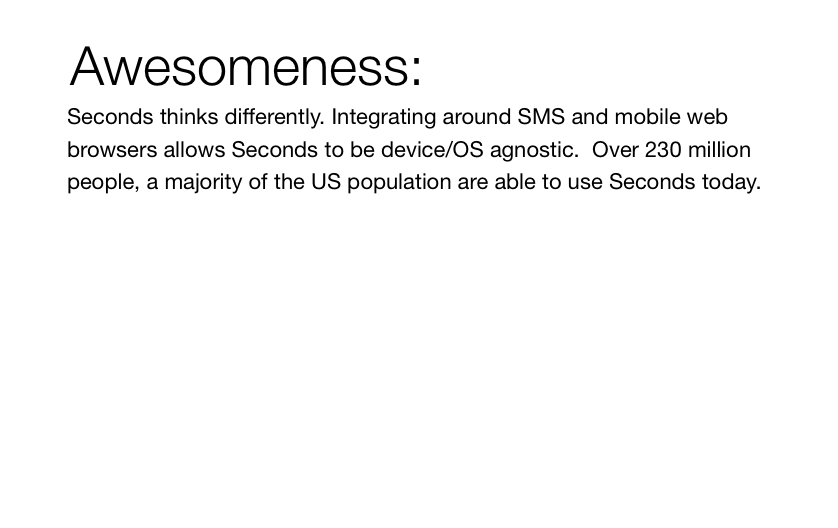 Awesomeness:
Seconds thinks differently. Integrating around SMS and mobile web
browsers allows Seconds to be device/OS agnostic.  Over 230 million
people, a majority of the US population are able to use Seconds today.